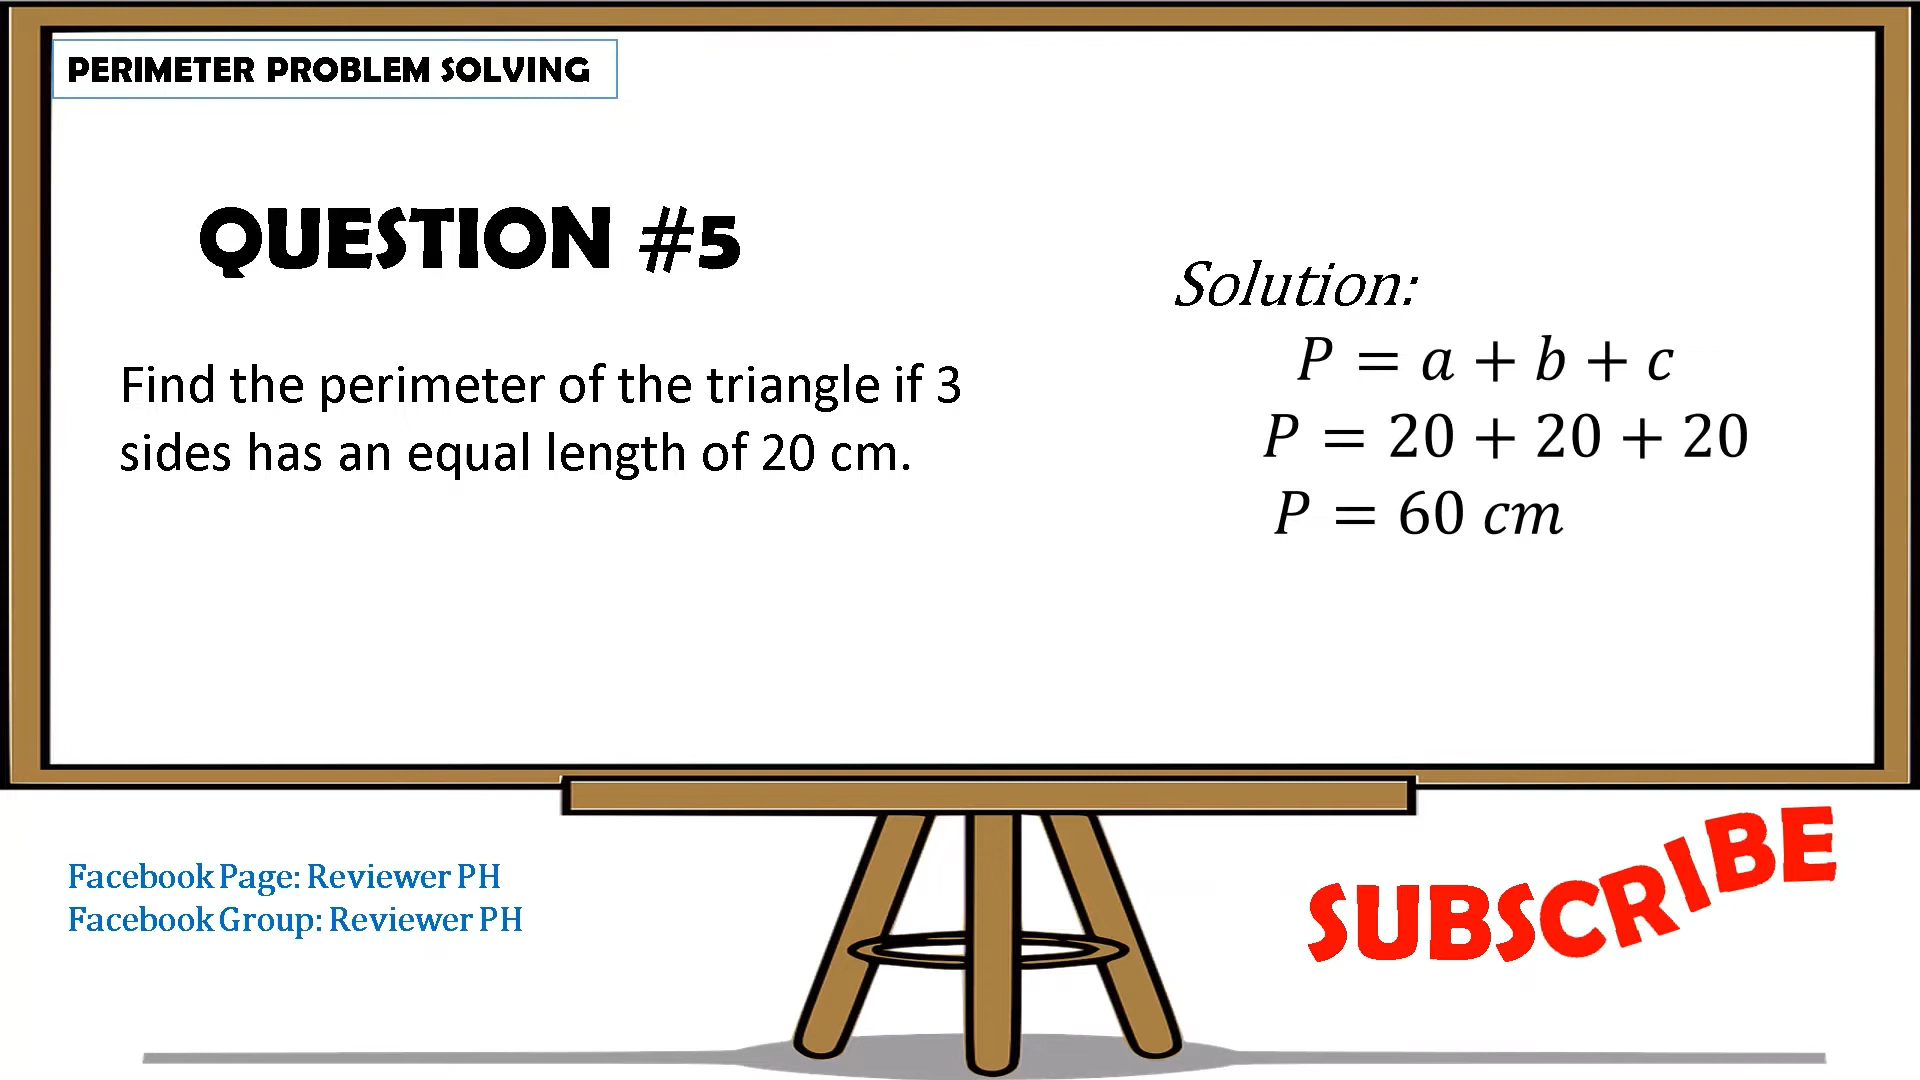 PERIMETER PROBLEM SOLVING
QUESTION #5
Find the perimeter of the triangle if 3
sides has an equal length of 20 cm.
Solution:
P = a + b + c
P = 20 + 20 + 20
P = 60 cm
Facebook Page: Reviewer PH
Facebook Group: Reviewer PH
SUBSCRIBE